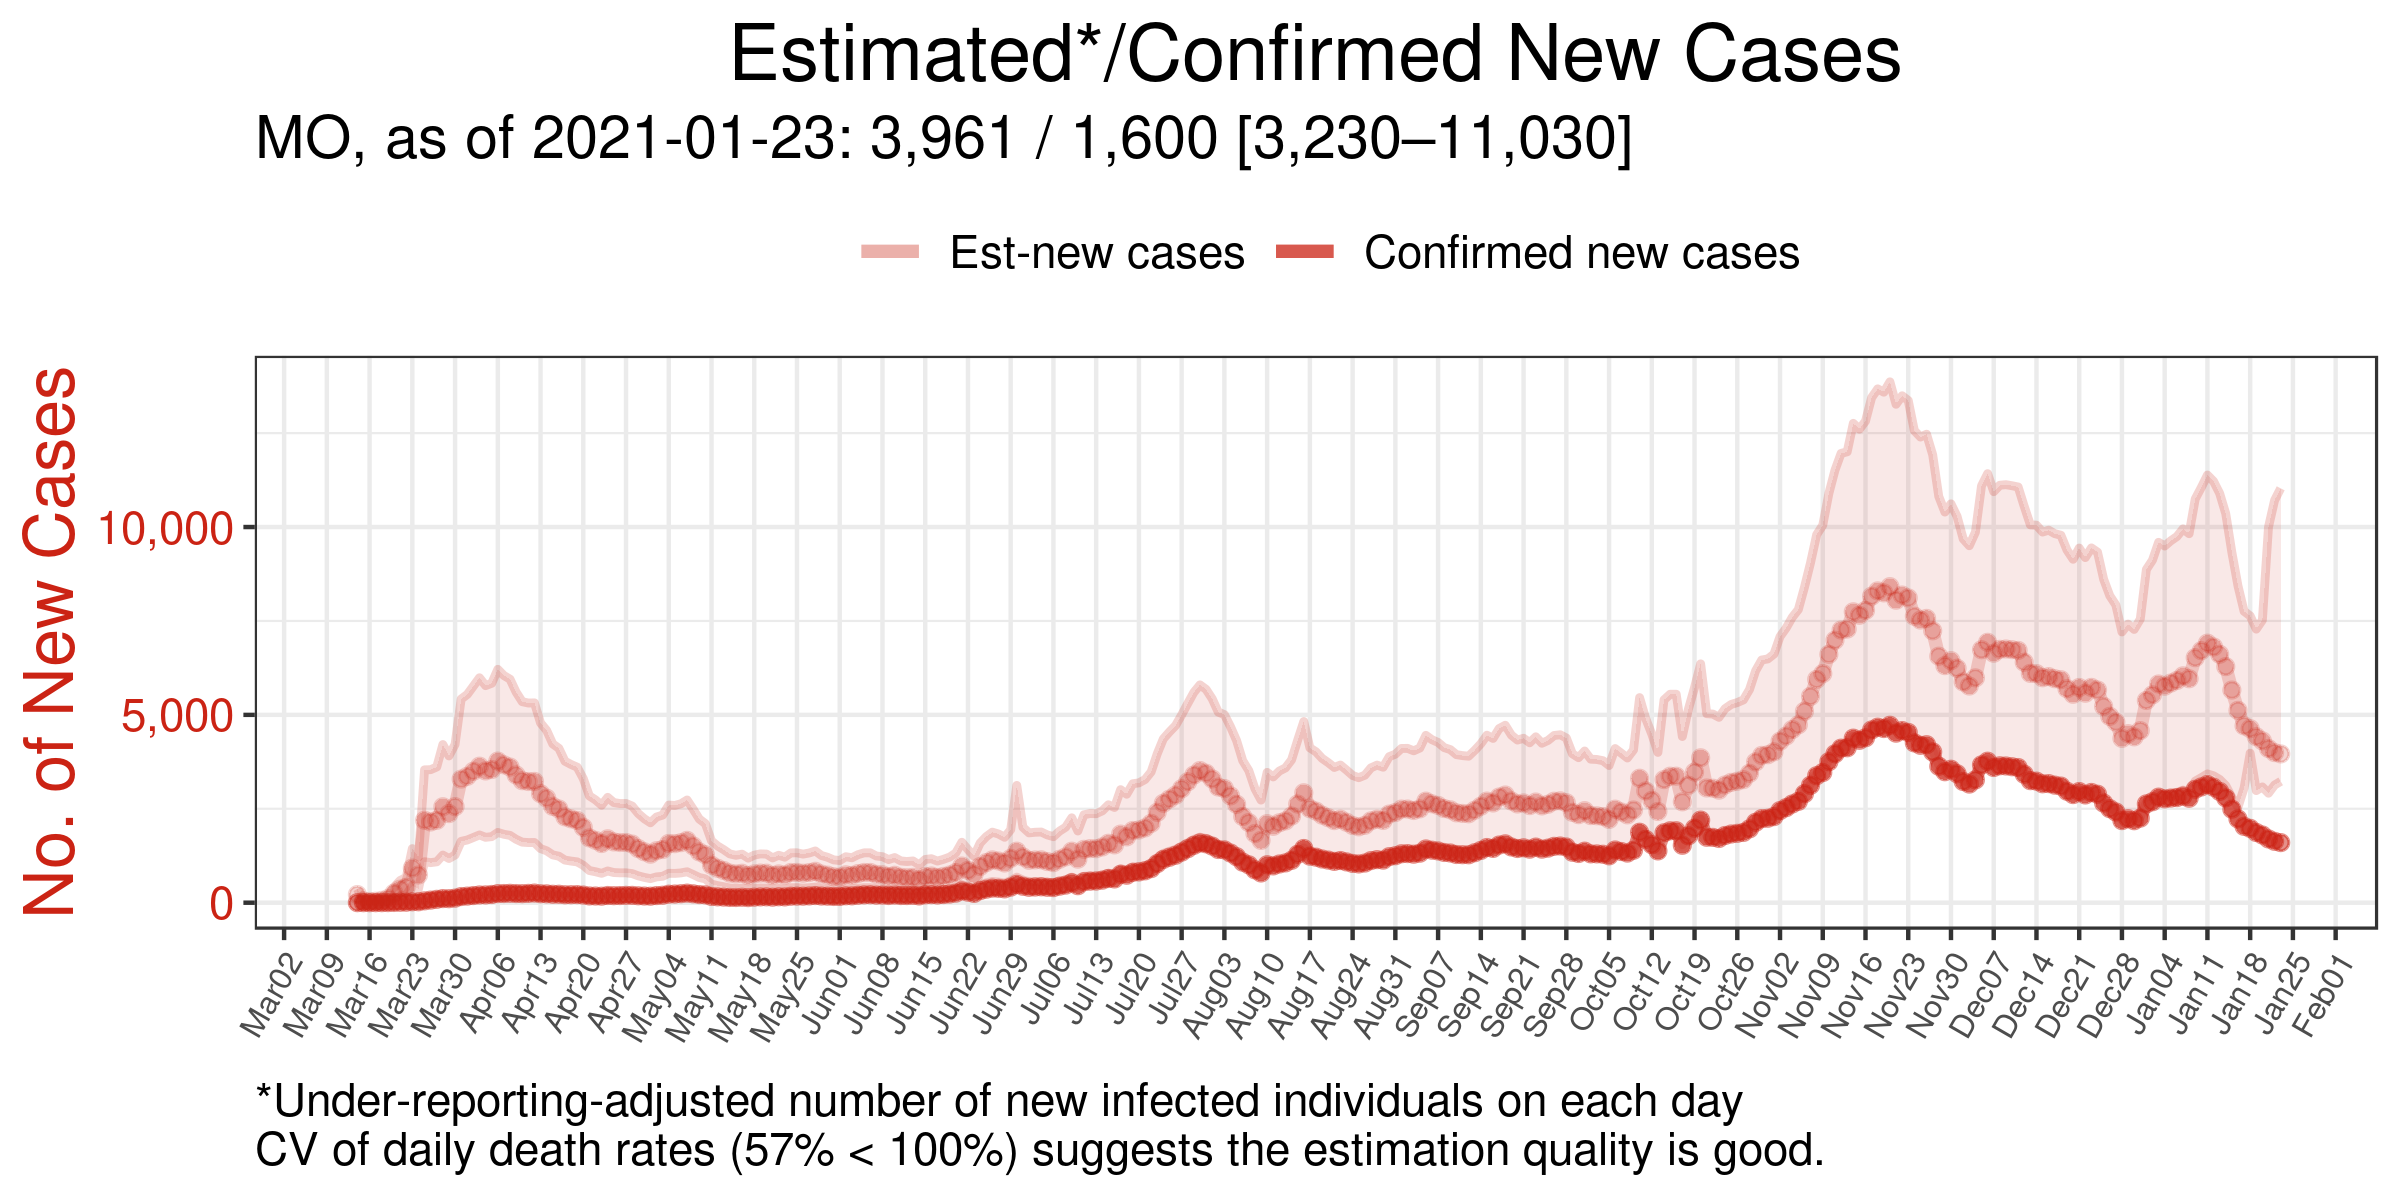 Estimated*/Confirmed New Cases
MO, as of 2021-01-23: 3,961 / 1,600 [3,230–11,030]
Est-new cases
Confirmed new cases
No. of New Cases
10,000
5,000
0
Mar02
Mar09
Mar16
Mar23
Mar30
Apr06
Apr13
Apr20
Apr27
May04
May11
May18
May25
Jun01
Jun08
Jun15
Jun22
Jun29
Jul06
Jul13
Jul20
Jul27
Aug03
Aug10
Aug17
Aug24
Aug31
Sep07
Sep14
Sep21
Sep28
Oct05
Oct12
Oct19
Oct26
Nov02
Nov09
Nov16
Nov23
Nov30
Dec07
Dec14
Dec21
Dec28
Jan04
Jan11
Jan18
Jan25
Feb01
*Under-reporting-adjusted number of new infected individuals on each day
CV of daily death rates (57% < 100%) suggests the estimation quality is good.